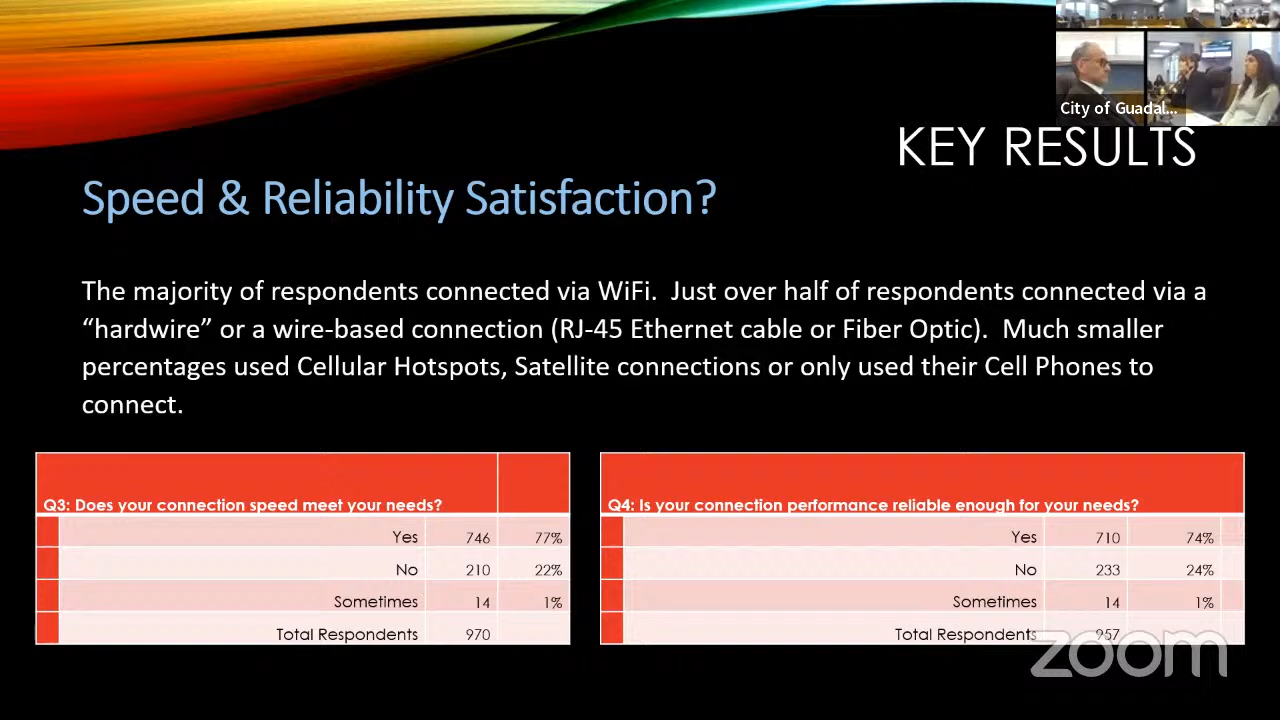 City of Guadal...
KEY RESULTS
Speed & Reliability Satisfaction?
The majority of respondents connected via WiFi.  Just over half of respondents connected via a
“hardwire” or a wire-based connection (RJ-45 Ethernet cable or Fiber Optic).  Much smaller
percentages used Cellular Hotspots, Satellite connections or only used their Cell Phones to
connect.
Q3: Does your connection speed meet your needs?
Yes 746 77%
No 210 22%
Sometimes 14 1%
Total Respondents 970
Q4: Is your connection performance reliable enough for your needs?
Yes 710 74%
No 233 24%
Sometimes 14 1%
Total Respondents 957
zoom